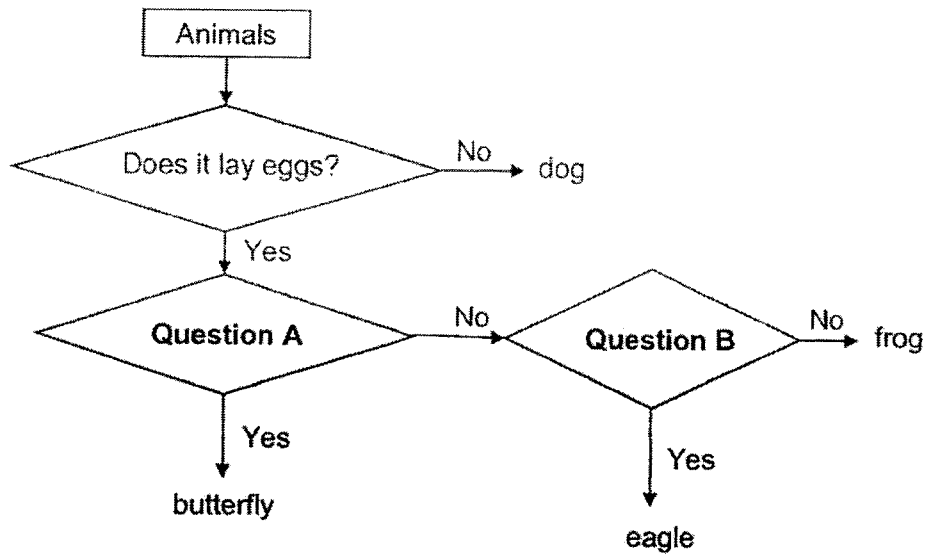 Animals
Does it lay eggs?
No
dog
Yes
Question A
No
Question B
No
frog
Yes
butterfly
Yes
eagle